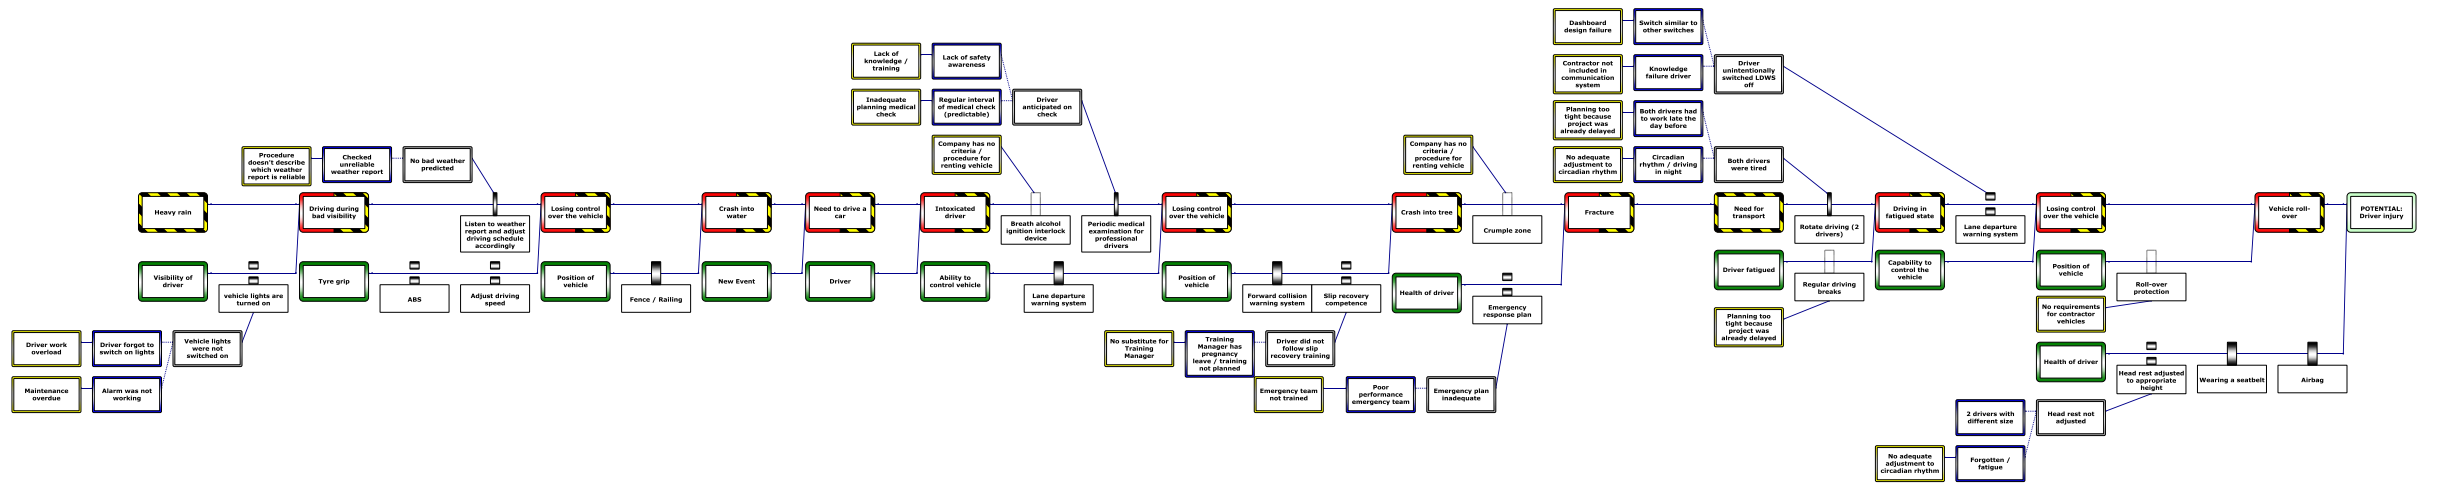 Dashboard
design failure
Switch similar to
other switches
Lack of
knowledge /
training
Lack of safety
awareness
Contractor not
included in
communication
system
Knowledge
failure driver
Driver
unintentionally
switched LDWS
off
Inadequate
planning medical
check
Regular interval
of medical check
(predictable)
Driver
anticipated on
check
Planning too
tight because
project was
already delayed
Both drivers had
to work late the
day before
Company has no
criteria /
procedure for
renting vehicle
Company has no
criteria /
procedure for
renting vehicle
Procedure
doesn't describe
which weather
report is reliable
Checked
unreliable
weather report
No bad weather
predicted
No adequate
adjustment to
circadian rhythm
Circadian
rhythm / driving
in night
Both drivers
were tired
Heavy rain
Driving during
bad visibility
Listen to weather
report and adjust
driving schedule
accordingly
Losing control
over the vehicle
Crash into
water
Need to drive a
car
Intoxicated
driver
Breath alcohol
ignition interlock
device
Periodic medical
examination for
professional
drivers
Losing control
over the vehicle
Crash into tree
Crumple zone
Fracture
Need for
transport
Rotate driving (2
drivers)
Driving in
fatigued state
Lane departure
warning system
Losing control
over the vehicle
Vehicle roll-
over
POTENTIAL:
Driver injury
Visibility of
driver
vehicle lights are
turned on
Tyre grip
ABS
Adjust driving
speed
Position of
vehicle
Fence / Railing
New Event
Driver
Ability to
control vehicle
Lane departure
warning system
Position of
vehicle
Forward collision
warning system
Slip recovery
competence
Health of driver
Emergency
response plan
Driver fatigued
Regular driving
breaks
Capability to
control the
vehicle
Position of
vehicle
Roll-over
protection
Planning too
tight because
project was
already delayed
No requirements
for contractor
vehicles
Driver work
overload
Driver forgot to
switch on lights
Vehicle lights
were not
switched on
No substitute for
Training
Manager
Training
Manager has
pregnancy
leave / training
not planned
Driver did not
follow slip
recovery training
Health of driver
Head rest adjusted
to appropriate
height
Wearing a seatbelt
Airbag
Maintenance
overdue
Alarm was not
working
Emergency team
not trained
Poor
performance
emergency team
Emergency plan
inadequate
2 drivers with
different size
Head rest not
adjusted
No adequate
adjustment to
circadian rhythm
Forgotten /
fatigue